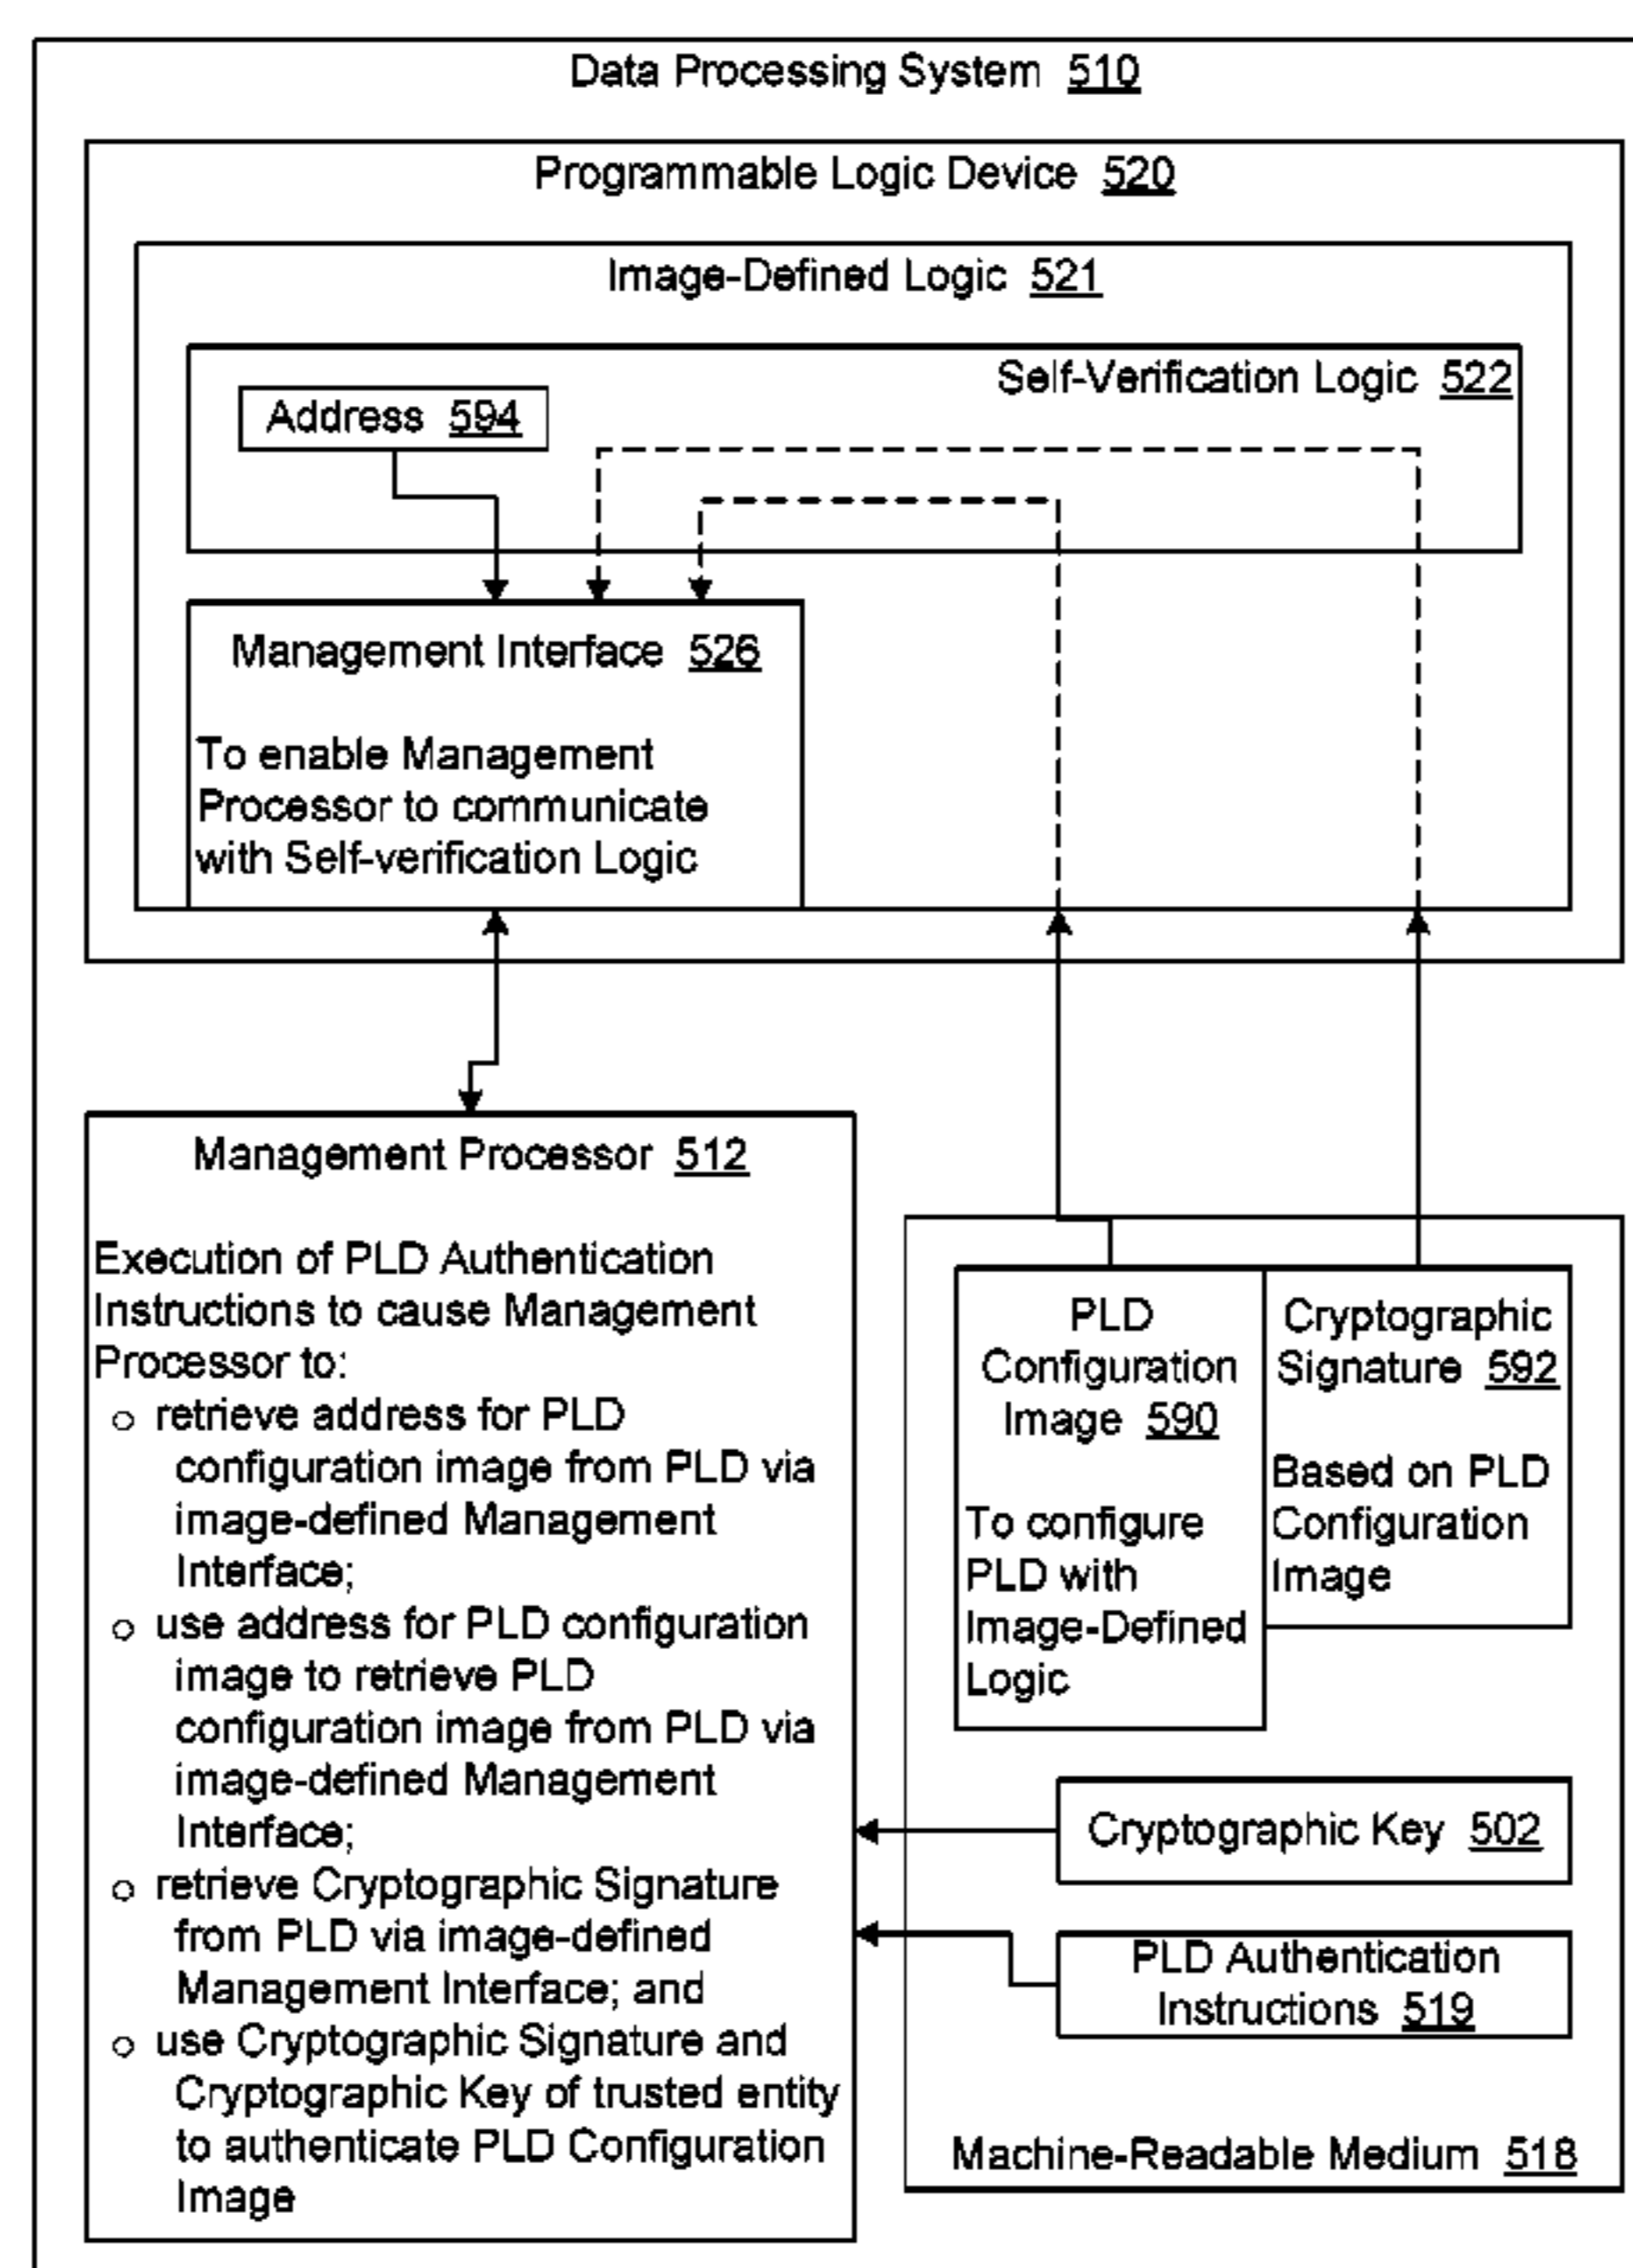 Data Processing System 510
Programmable Logic Device 520
Image-Defined Logic 521
Self-Verification Logic 522
Address 594
Management Interface 526
To enable Management
Processor to communicate
with Self-verification Logic
Management Processor 512
Execution of PLD Authentication
Instructions to cause Management
Processor to:
o retrieve address for PLD
configuration image from PLD via
image-defined Management
Interface;
o use address for PLD configuration
image to retrieve PLD
configuration image from PLD via
image-defined Management
Interface;
o retrieve Cryptographic Signature
from PLD via image-defined
Management Interface; and
o use Cryptographic Signature and
Cryptographic Key of trusted entity
to authenticate PLD Configuration
Image
PLD
Configuration
Image 590
To configure
PLD with
Image-Defined
Logic
Cryptographic
Signature 592
Based on PLD
Configuration
Image
Cryptographic Key 502
PLD Authentication
Instructions 519
Machine-Readable Medium 518